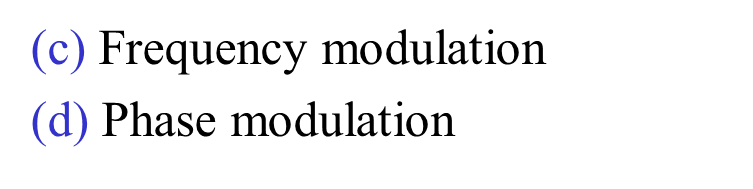 (c) Frequency modulation
(d) Phase modulation